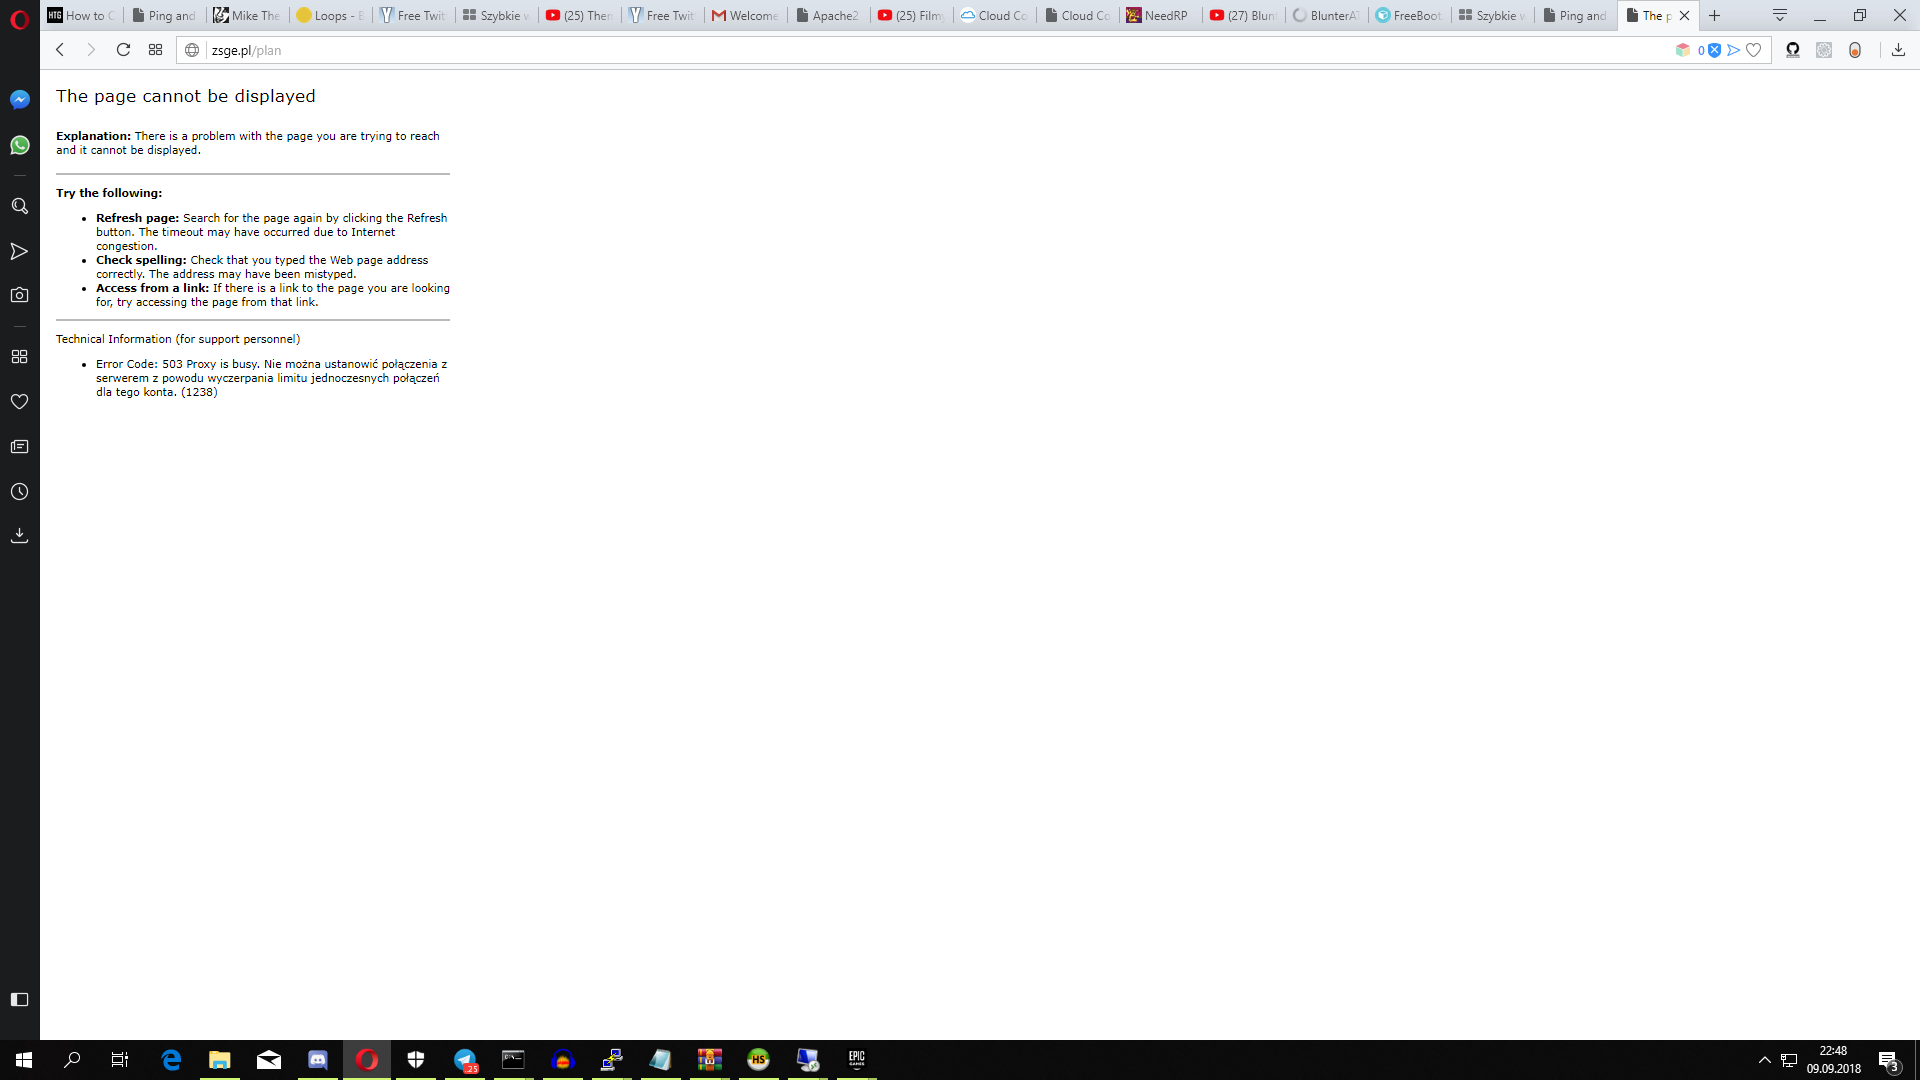 HTG How to C
Ping and
Mike The
Loops - B
Free Twit
Szybkie w
(25) Them
Free Twit
Welcome
Apache2
(25) Filmy
Cloud Co
Cloud Co
NeedRP
(27) Blunt
BlunterAT
FreeBoot
Szybkie w
Ping and
The p
zsge.pl/plan
0
The page cannot be displayed
Explanation: There is a problem with the page you are trying to reach
and it cannot be displayed.
Try the following:
Refresh page: Search for the page again by clicking the Refresh
button. The timeout may have occurred due to Internet
congestion.
Check spelling: Check that you typed the Web page address
correctly. The address may have been mistyped.
Access from a link: If there is a link to the page you are looking
for, try accessing the page from that link.
Technical Information (for support personnel)
Error Code: 503 Proxy is busy. Nie można ustanowić połączenia z
serwerem z powodu wyczerpania limitu jednoczesnych połączeń
dla tego konta. (1238)
.25
C:\_
HS
EPIC
GAMES
22:48
09.09.2018
3